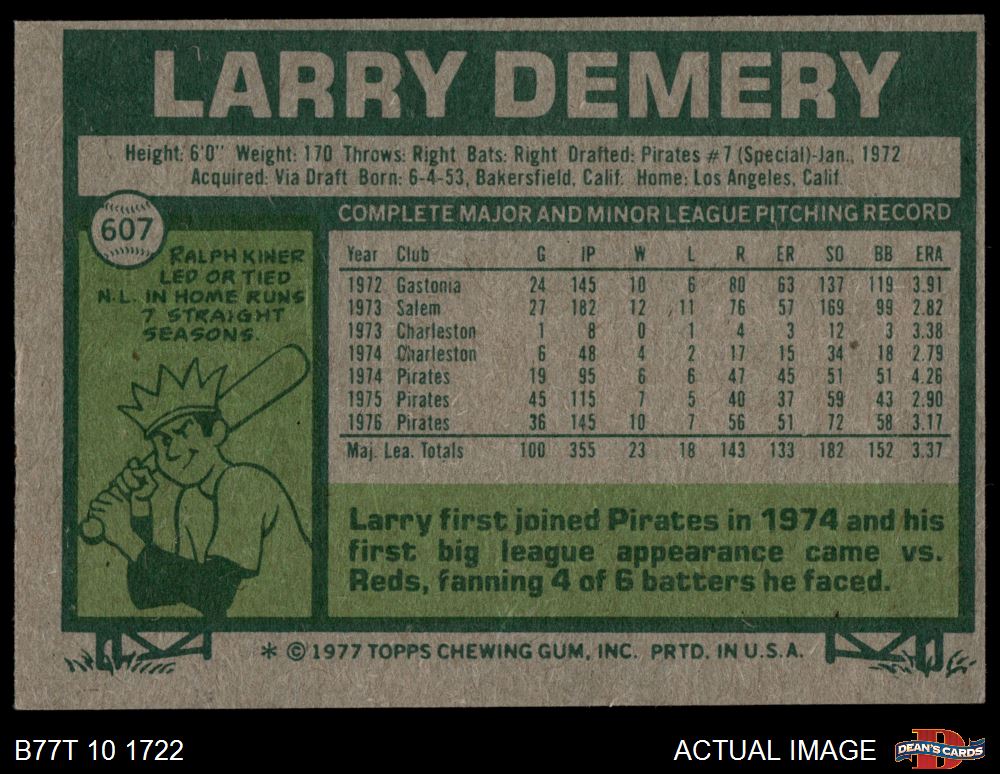 LARRY DEMERY
Height: 6'0" Weight: 170 Throws: Right Bats: Right Drafted: Pirates #7 (Special)-Jan., 1972
Acquired: Via Draft Born: 6-4-53, Bakersfield, Calif. Home: Los Angeles, Calif.
607
RALPH KINER
LED OR TIED
N.L. IN HOME RUNS
7 STRAIGHT
SEASONS.
COMPLETE MAJOR AND MINOR LEAGUE PITCHING RECORD
Year Club G IP W L R ER SO BB ERA
1972 Gastonia 24 145 10 6 80 63 137 119 3.91
1973 Salem 27 182 12 11 76 57 169 99 2.82
1973 Charleston 1 8 0 1 4 3 12 3 3.38
1974 Charleston 6 48 4 2 17 15 34 18 2.79
1974 Pirates 19 95 6 6 47 45 51 51 4.26
1975 Pirates 45 115 7 5 40 37 59 43 2.90
1976 Pirates 36 145 10 7 56 51 72 58 3.17
Maj. Lea. Totals 100 355 23 18 143 133 182 152 3.37
Larry first joined Pirates in 1974 and his
first big league appearance came vs.
Reds, fanning 4 of 6 batters he faced.
* © 1977 TOPPS CHEWING GUM, INC. PRTD. IN U.S.A.
B77T 10 1722
ACTUAL IMAGE
D
DEAN'S CARDS